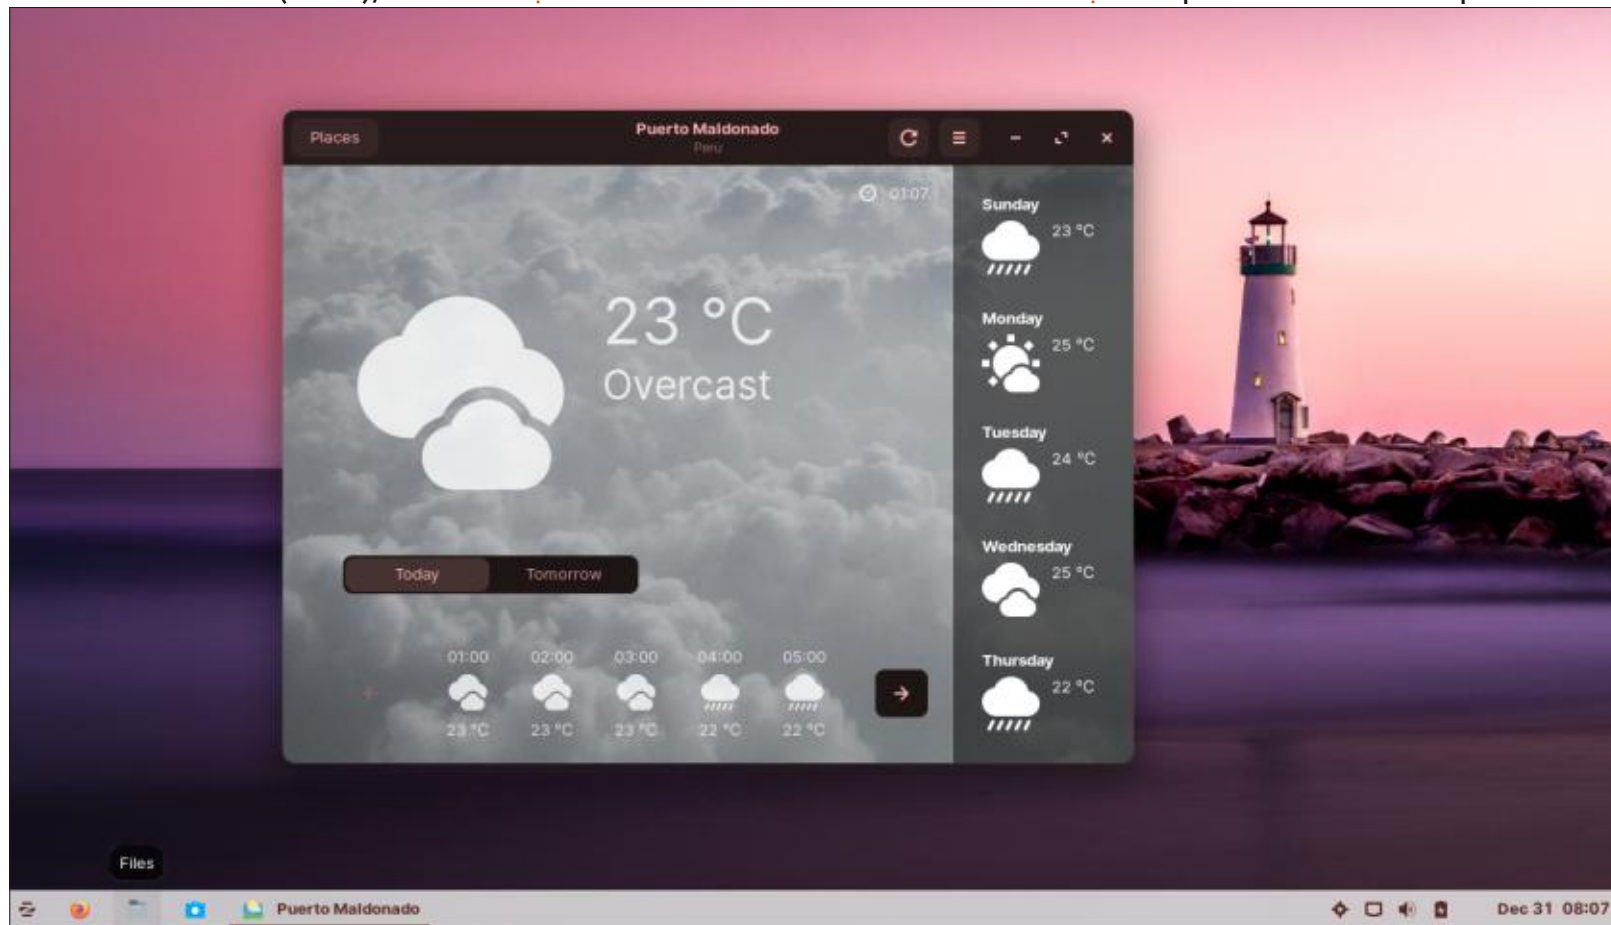 Places
Puerto Maldonado
Peru
01:07
23 °C
Overcast
Today
Tomorrow
01:00 02:00 03:00 04:00 05:00
23 °C 23 °C 23 °C 22 °C 22 °C
Sunday
23 °C
Monday
25 °C
Tuesday
24 °C
Wednesday
25 °C
Thursday
22 °C
Files
Puerto Maldonado
Dec 31 08:07